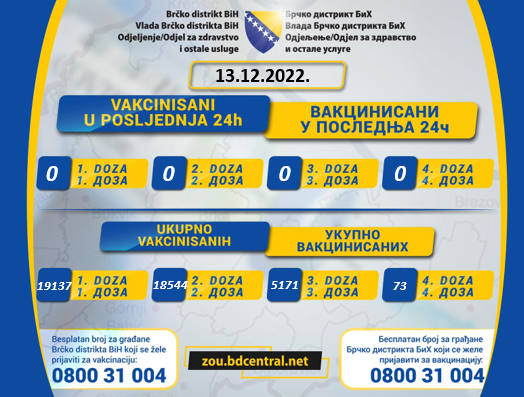 Brčko distrikt BiH
Vlada Brčko distrikta BiH
Odjeljenje/Odjel za zdravstvo
i ostale usluge
Брчко дистрикт БиХ
Влада Брчко дистрикта БиХ
Одјељење/Одјел за здравство
и остале услуге
13.12.2022.
VAKCINISANI
U POSLJEDNJA 24h
ВАКЦИНИСАНИ
У ПОСЛЕДЊА 24ч
0 1. DOZA
1. ДОЗА
0 2. DOZA
2. ДОЗА
0 3. DOZA
3. ДОЗА
0 4. DOZA
4. ДОЗА
UKUPNO
VAKCINISANIH
УКУПНО
ВАКЦИНИСАНИХ
19137 1. DOZA
1. ДОЗА
18544 2. DOZA
2. ДОЗА
5171 3. DOZA
3. ДОЗА
73 4. DOZA
4. ДОЗА
Besplatan broj za građane
Brčko distrikta BiH koji se žele
prijaviti za vakcinaciju:
0800 31 004
zou.bdcentral.net
Бесплатан број за грађане
Брчко дистрикта БиХ који се желе
пријавити за вакцинацију:
0800 31 004